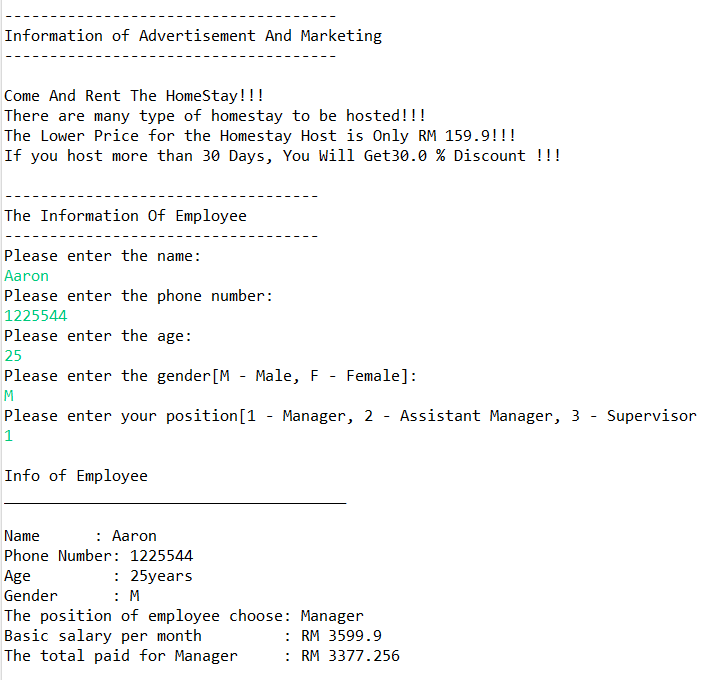 -------------------------------------
Information of Advertisement And Marketing
-------------------------------------
Come And Rent The HomeStay!!!
There are many type of homestay to be hosted!!!
The Lower Price for the Homestay Host is Only RM 159.9!!!
If you host more than 30 Days, You Will Get30.0 % Discount !!!
-----------------------------------
The Information Of Employee
-----------------------------------
Please enter the name:
Aaron
Please enter the phone number:
1225544
Please enter the age:
25
Please enter the gender[M - Male, F - Female]:
M
Please enter your position[1 - Manager, 2 - Assistant Manager, 3 - Supervisor
1
Info of Employee
______________________________________
Name      : Aaron
Phone Number: 1225544
Age         : 25years
Gender      : M
The position of employee choose: Manager
Basic salary per month         : RM 3599.9
The total paid for Manager     : RM 3377.256